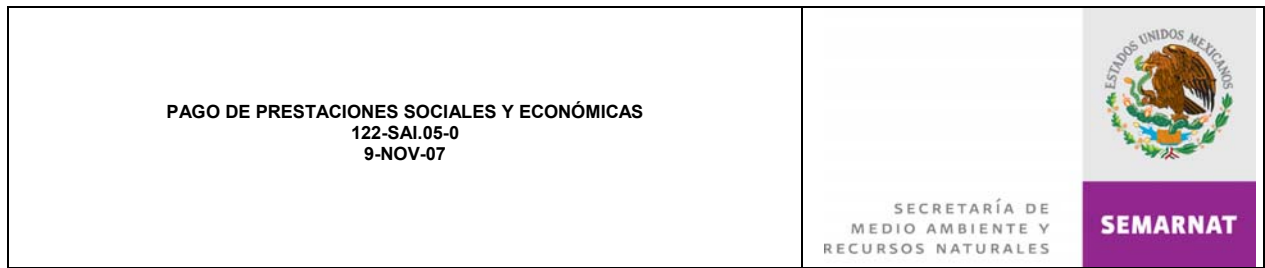 PAGO DE PRESTACIONES SOCIALES Y ECONÓMICAS
122-SAI.05-0
9-NOV-07
ESTADOS UNIDOS MEXICANOS
SECRETARÍA DE
MEDIO AMBIENTE Y
RECURSOS NATURALES
SEMARNAT